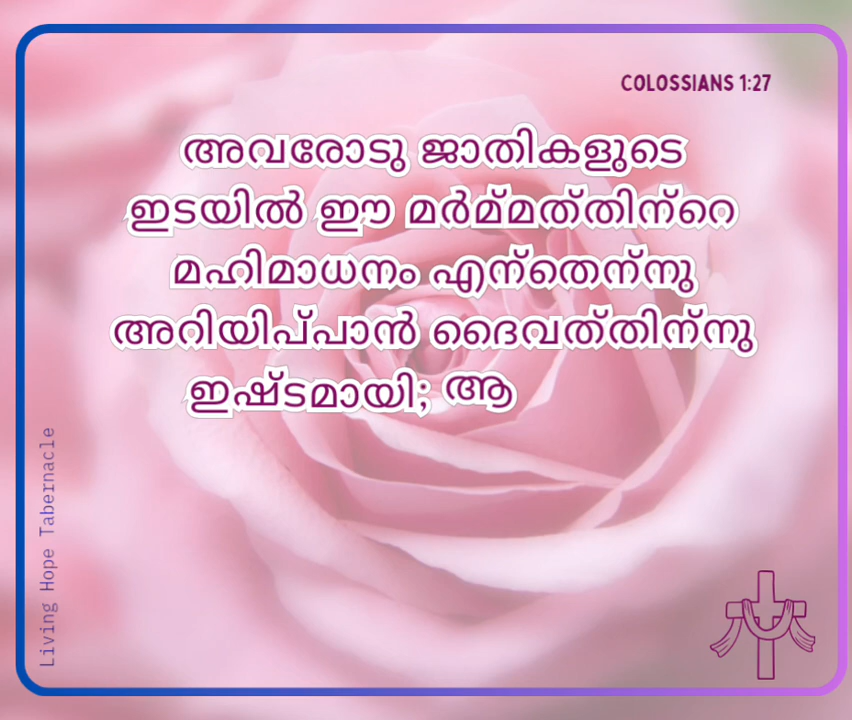 COLOSSIANS 1:27
അവരോടു ജാതികളുടെ
ഇടയിൽ ഈ മർമ്മത്തിന്റെ
മഹിമാധനം എന്തെന്നു
അറിയിപ്പാൻ ദൈവത്തിന്നു
ഇഷ്ടമായി; ആ
Living Hope Tabernacle